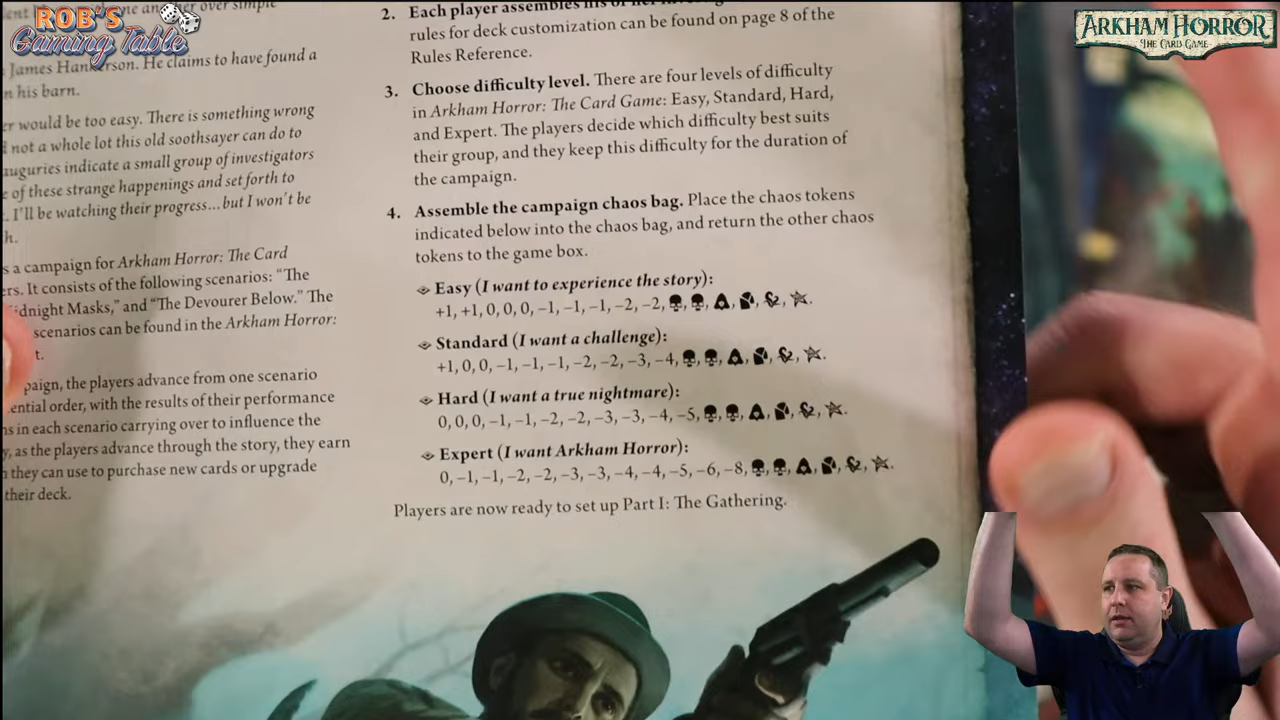 ROB'S
Gaming Table
ARKHAM HORROR
THE CARD GAME
one another over simple
James Hankerson. He claims to have found a
n his barn.
er would be too easy. There is something wrong
not a whole lot this old soothsayer can do to
auguries indicate a small group of investigators
e of these strange happenings and set forth to
. I'll be watching their progress...but I won't be
h.
s a campaign for Arkham Horror: The Card
ers. It consists of the following scenarios: “The
idnight Masks,” and “The Devourer Below.” The
scenarios can be found in the Arkham Horror:
t.
paign, the players advance from one scenario
ential order, with the results of their performance
ns in each scenario carrying over to influence the
y, as the players advance through the story, they earn
they can use to purchase new cards or upgrade
their deck.
2. Each player assembles his or her
rules for deck customization can be found on page 8 of the
Rules Reference.
3. Choose difficulty level. There are four levels of difficulty
in Arkham Horror: The Card Game: Easy, Standard, Hard,
and Expert. The players decide which difficulty best suits
their group, and they keep this difficulty for the duration of
the campaign.
4. Assemble the campaign chaos bag. Place the chaos tokens
indicated below into the chaos bag, and return the other chaos
tokens to the game box.
Easy (I want to experience the story):
+1, +1, 0, 0, 0, –1, –1, –1, –2, –2,
Standard (I want a challenge):
+1, 0, 0, –1, –1, –1, –2, –2, –3, –4,
Hard (I want a true nightmare):
0, 0, 0, –1, –1, –2, –2, –3, –3, –4, –5,
Expert (I want Arkham Horror):
0, –1, –1, –2, –2, –3, –3, –4, –4, –5, –6, –8,
Players are now ready to set up Part I: The Gathering.